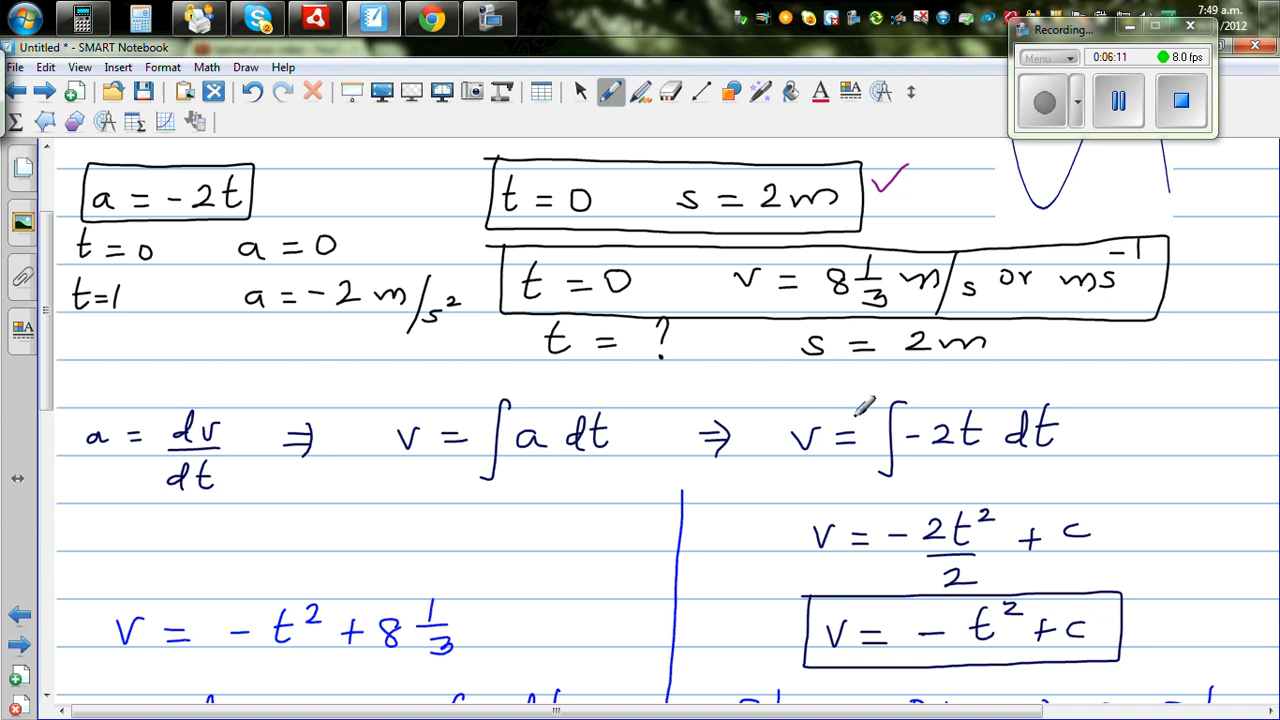 7:49 a.m.
/2012
Untitled * - SMART Notebook
Recording...
File Edit View Insert Format Math Draw Help
Menu 0:06:11 8.0 fps
a = -2t
t = 0 s = 2m
t = 0 a = 0
t = 0 v = 8 1/3 m/s or ms⁻¹
t=1 a = -2 m/s²
t = ? s = 2m
a = dv/dt ⇒ v = ∫ a dt ⇒ v = ∫ -2t dt
v = - 2t²/2 + c
v = - t² + 8 1/3
v = - t² + c